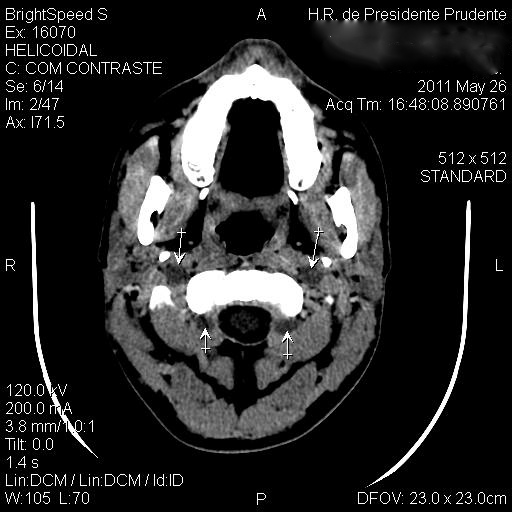 BrightSpeed S
Ex: 16070
HELICOIDAL
C: COM CONTRASTE
Se: 6/14
Im: 2/47
Ax: I71.5
A
H.R. de Presidente Prudente
2011 May 26
Acq Tm: 16:48:08.890761
512 x 512
STANDARD
R
L
120.0 kV
200.0 mA
3.8 mm/1.0:1
Tilt: 0.0
1.4 s
Lin:DCM / Lin:DCM / Id:ID
W:105 L:70
P
DFOV: 23.0 x 23.0cm